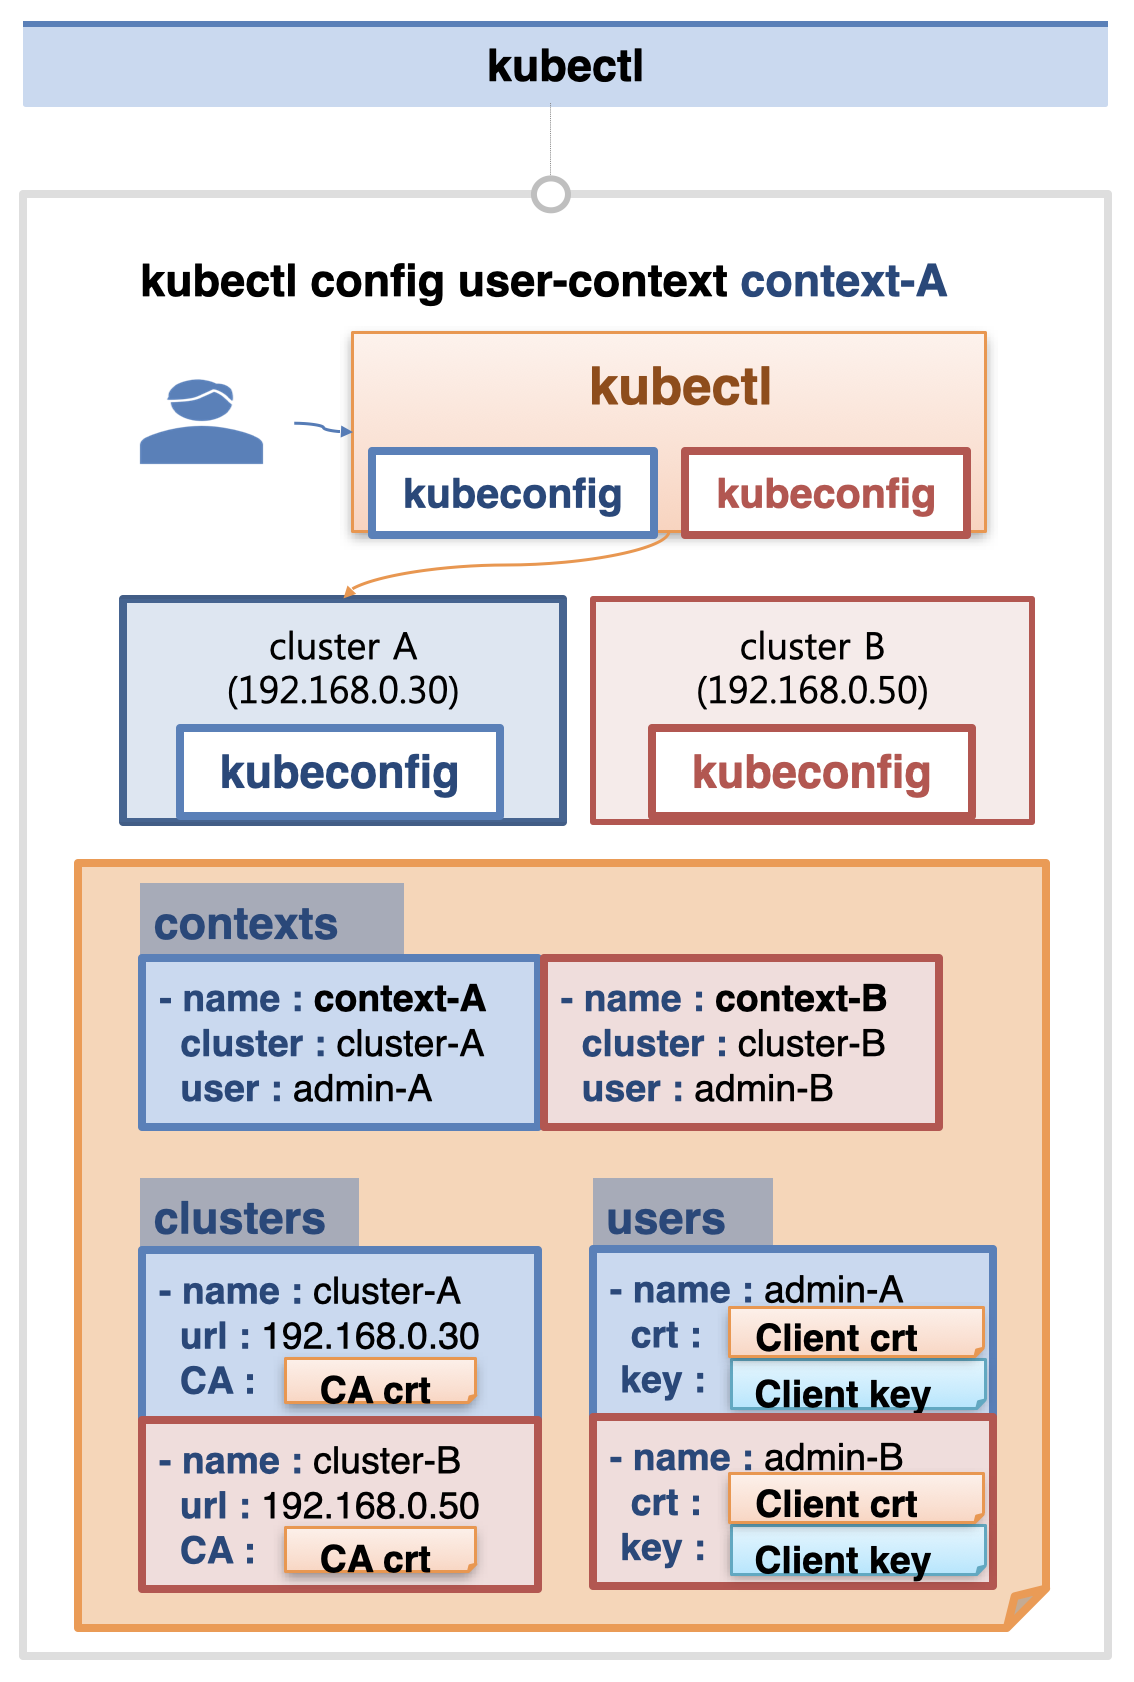 kubectl
kubectl config user-context context-A
kubectl
kubeconfig
kubeconfig
cluster A
(192.168.0.30)
kubeconfig
cluster B
(192.168.0.50)
kubeconfig
contexts
- name : context-A
cluster : cluster-A
user : admin-A
- name : context-B
cluster : cluster-B
user : admin-B
clusters
- name : cluster-A
url : 192.168.0.30
CA : CA crt
- name : cluster-B
url : 192.168.0.50
CA : CA crt
users
- name : admin-A
crt : Client crt
key : Client key
- name : admin-B
crt : Client crt
key : Client key